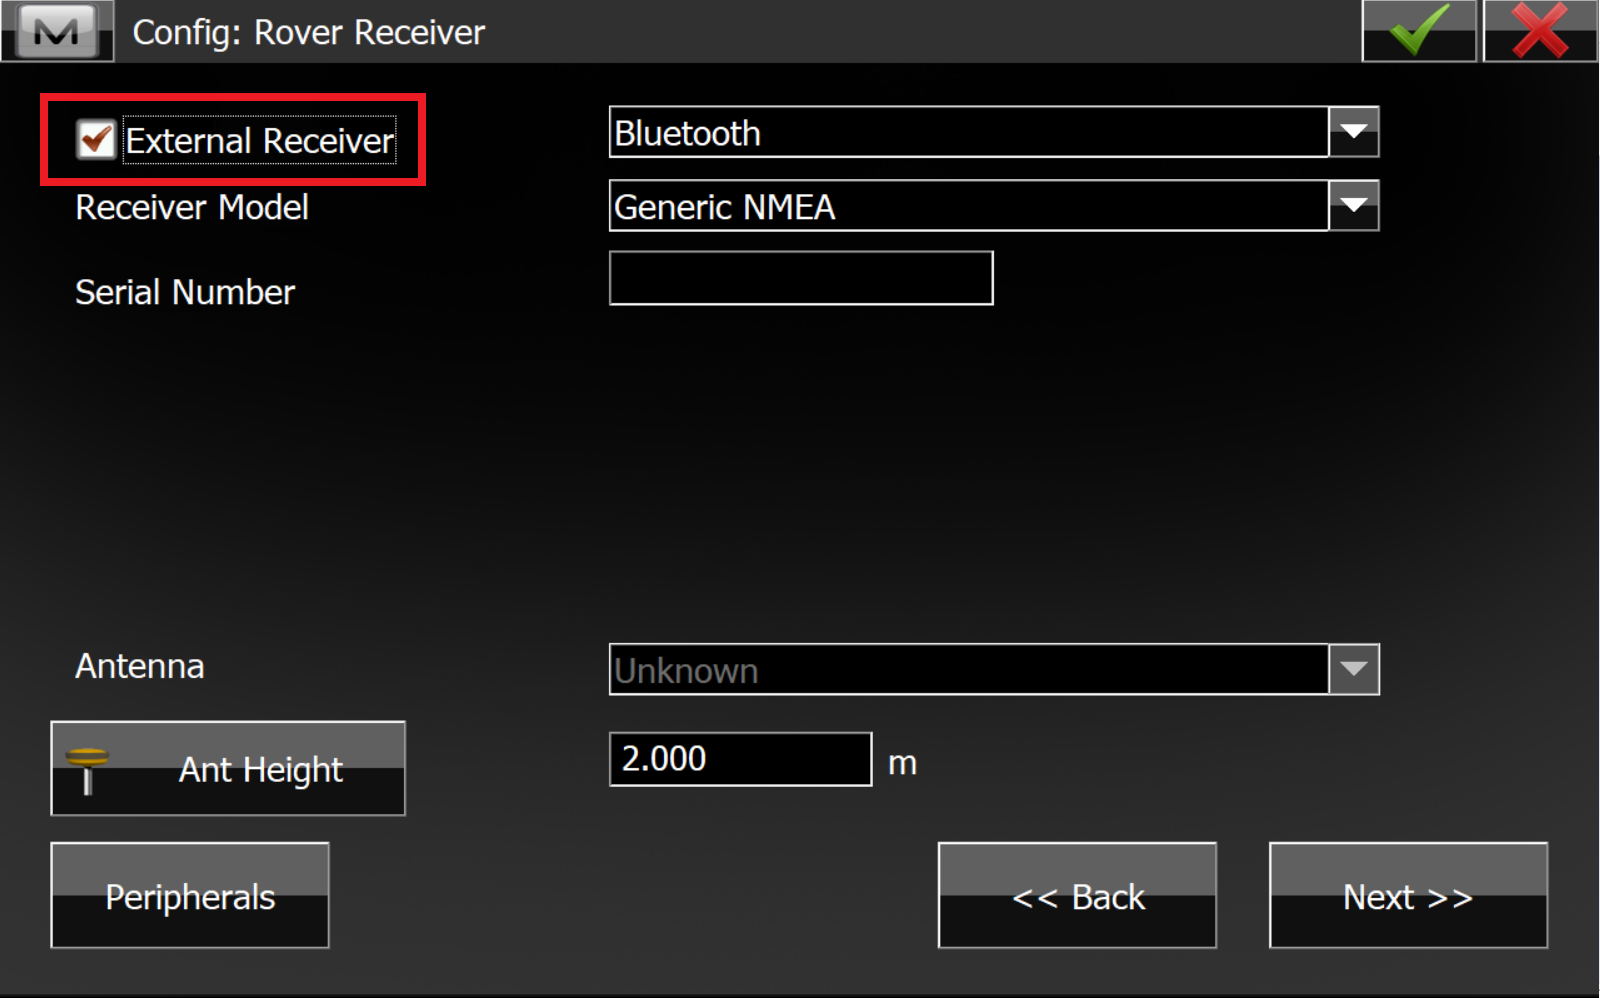 M Config: Rover Receiver
External Receiver Bluetooth
Receiver Model Generic NMEA
Serial Number
Antenna Unknown
Ant Height 2.000 m
Peripherals << Back Next >>